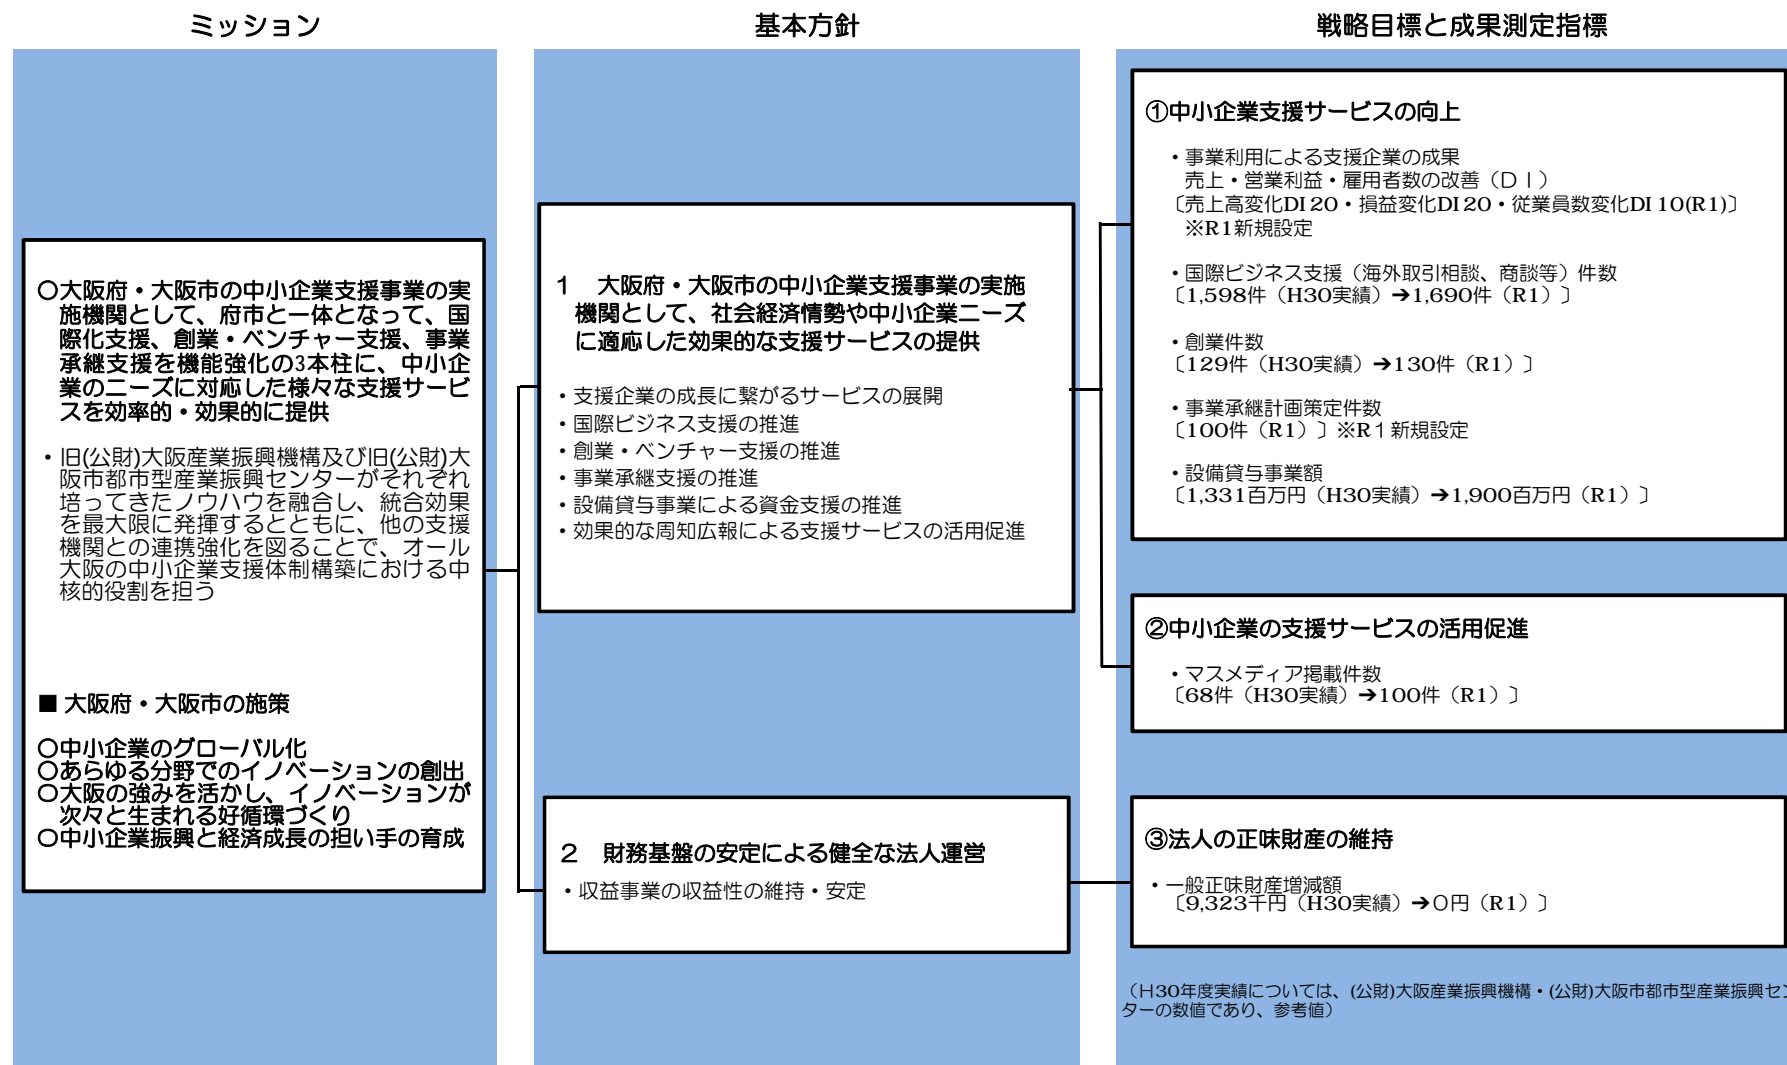 ミッション
○大阪府・大阪市の中小企業支援事業の実
施機関として、府市と一体となって、国
際化支援、創業・ベンチャー支援、事業
承継支援を機能強化の3本柱に、中小企
業のニーズに対応した様々な支援サービ
スを効率的・効果的に提供
・旧(公財)大阪産業振興機構及び旧(公財)大
阪市都市型産業振興センターがそれぞれ
培ってきたノウハウを融合し、統合効果
を最大限に発揮するとともに、他の支援
機関との連携強化を図ることで、オール
大阪の中小企業支援体制構築における中
核的役割を担う
■ 大阪府・大阪市の施策
○中小企業のグローバル化
○あらゆる分野でのイノベーションの創出
○大阪の強みを活かし、イノベーションが
次々と生まれる好循環づくり
○中小企業振興と経済成長の担い手の育成
基本方針
1 大阪府・大阪市の中小企業支援事業の実施
機関として、社会経済情勢や中小企業ニーズ
に適応した効果的な支援サービスの提供
・支援企業の成長に繋がるサービスの展開
・国際ビジネス支援の推進
・創業・ベンチャー支援の推進
・事業承継支援の推進
・設備貸与事業による資金支援の推進
・効果的な周知広報による支援サービスの活用促進
２ 財務基盤の安定による健全な法人運営
・収益事業の収益性の維持・安定
戦略目標と成果測定指標
①中小企業支援サービスの向上
・事業利用による支援企業の成果
売上・営業利益・雇用者数の改善（ＤＩ）
〔売上高変化DI 20・損益変化DI 20・従業員数変化DI 10(R1)〕
※R1新規設定
・国際ビジネス支援（海外取引相談、商談等）件数
〔1,598件（H30実績）➔1,690件（R1）〕
・創業件数
〔129件（H30実績）➔130件（R1）〕
・事業承継計画策定件数
〔100件（R1）〕※R１新規設定
・設備貸与事業額
〔1,331百万円（H30実績）➔1,900百万円（R1）〕
②中小企業の支援サービスの活用促進
・マスメディア掲載件数
〔68件（H30実績）➔100件（R1）〕
③法人の正味財産の維持
・一般正味財産増減額
〔9,323千円（H30実績）➔０円（R1）〕
（Ｈ30年度実績については、(公財)大阪産業振興機構・(公財)大阪市都市型産業振興セン
ターの数値であり、参考値）